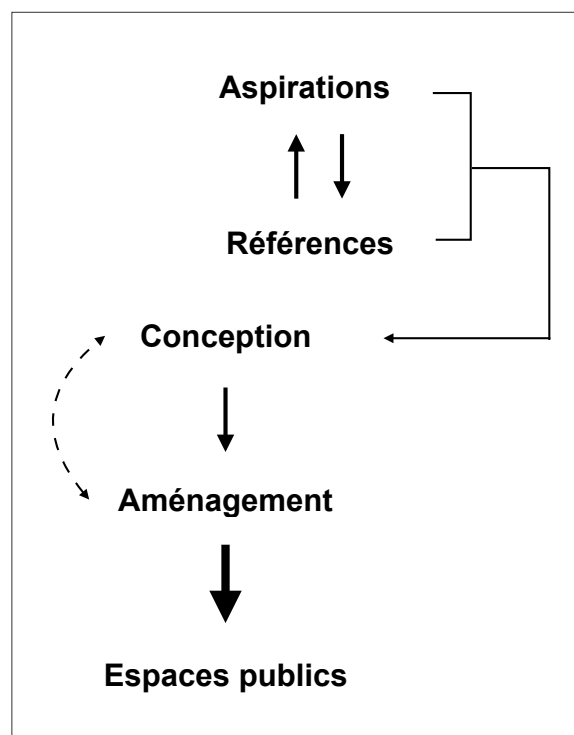 Aspirations
Références
Conception
Aménagement
Espaces publics